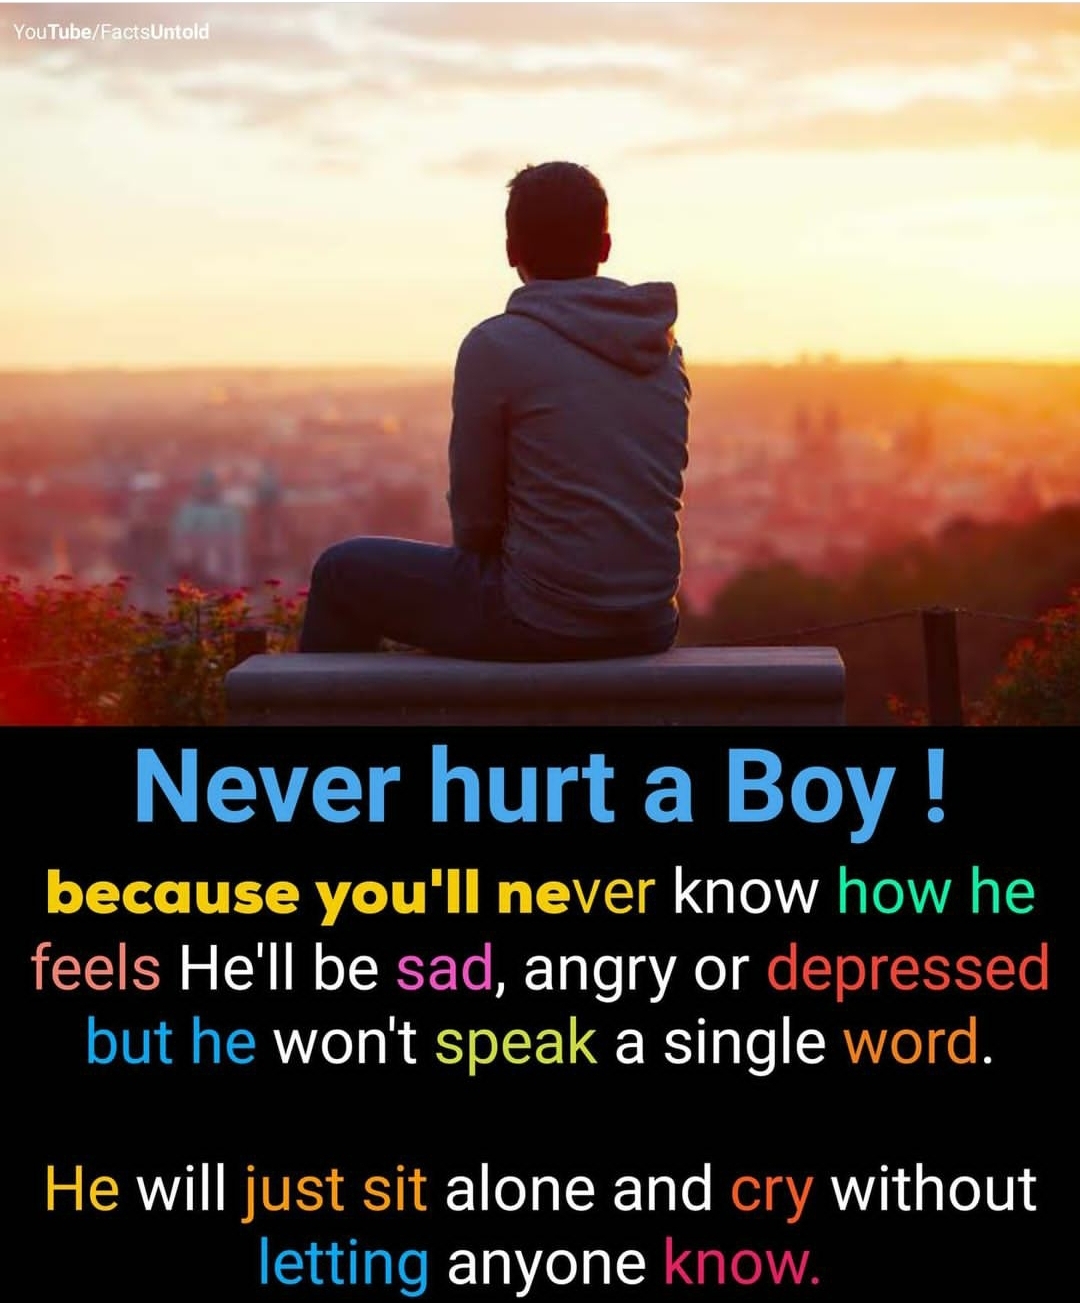 YouTube/FactsUntold
Never hurt a Boy !
because you'll never know how he
feels He'll be sad, angry or depressed
but he won't speak a single word.
He will just sit alone and cry without
letting anyone know.